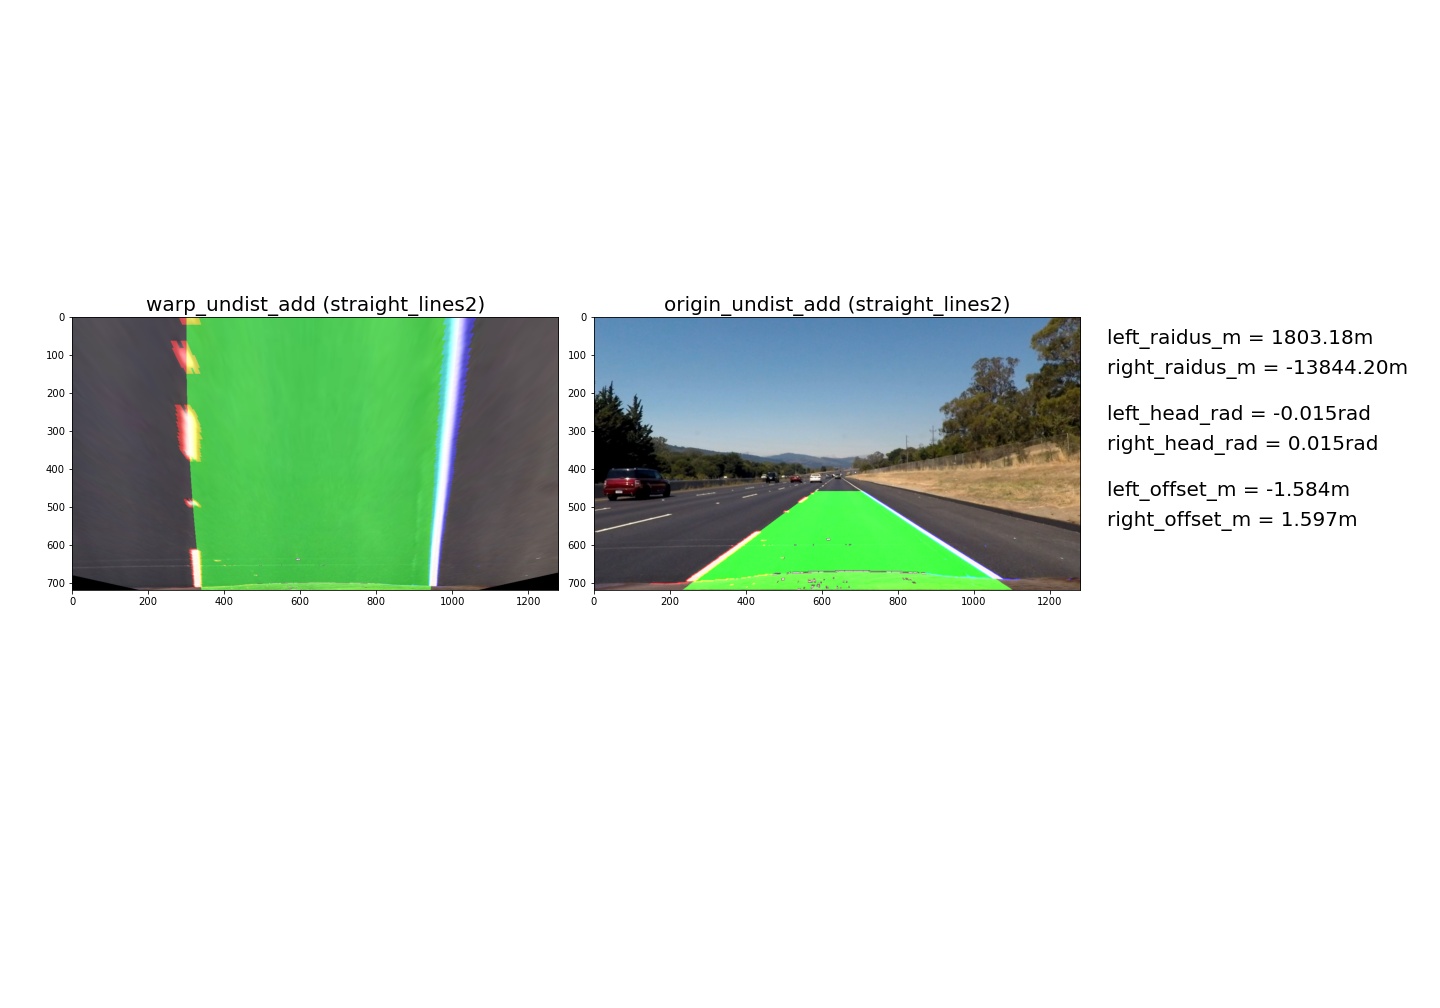 warp_undist_add (straight_lines2)
0
100
200
300
400
500
600
700
0 200 400 600 800 1000 1200
origin_undist_add (straight_lines2)
0
100
200
300
400
500
600
700
0 200 400 600 800 1000 1200
left_raidus_m = 1803.18m
right_raidus_m = -13844.20m
left_head_rad = -0.015rad
right_head_rad = 0.015rad
left_offset_m = -1.584m
right_offset_m = 1.597m